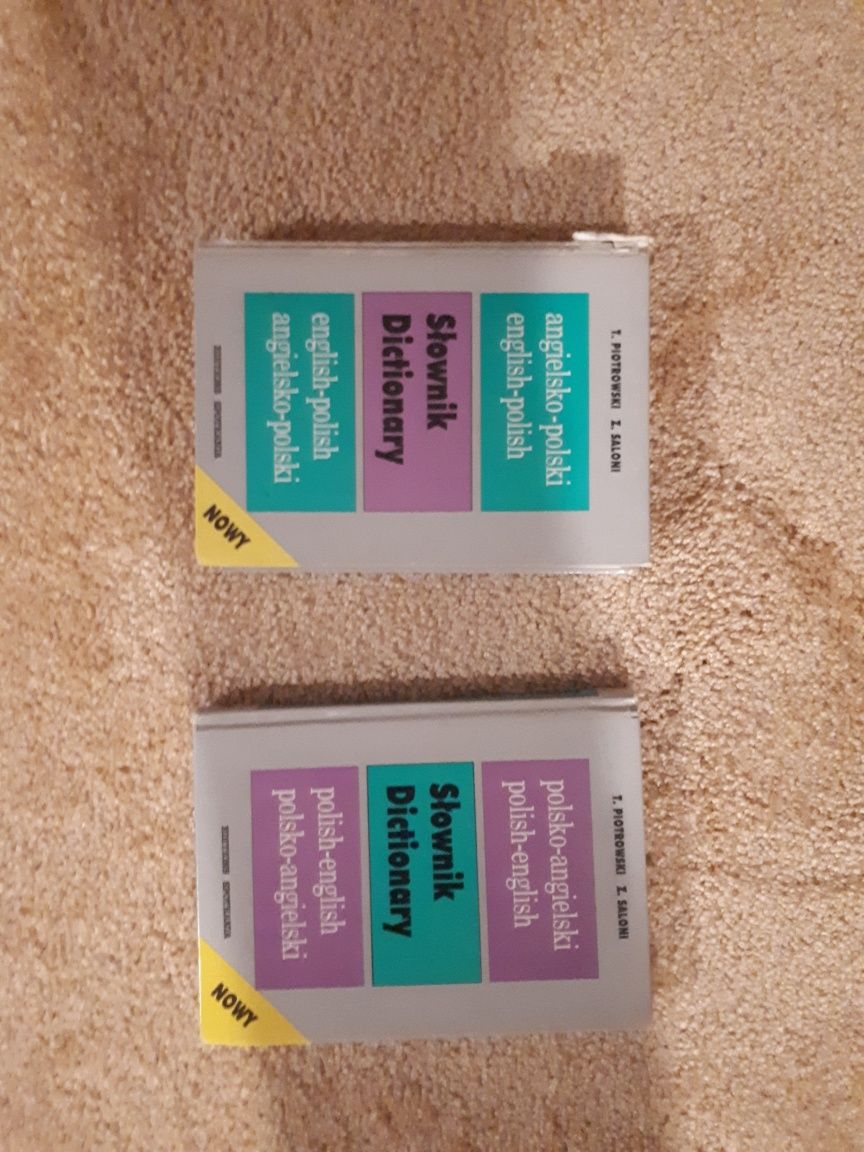 T. PIOTROWSKI Z. SALONI
angielsko-polski
english-polish
Słownik
Dictionary
english-polish
angielsko-polski
NOWY
T. PIOTROWSKI Z. SALONI
polsko-angielski
polish-english
Słownik
Dictionary
polish-english
polsko-angielski
NOWY